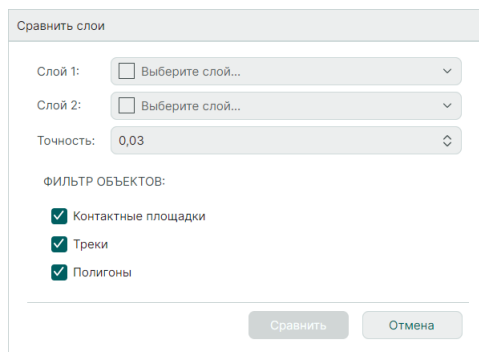 Сравнить слои
Слой 1: Выберите слой...
Слой 2: Выберите слой...
Точность: 0,03
ФИЛЬТР ОБЪЕКТОВ:
Контактные площадки
Треки
Полигоны
Сравнить Отмена